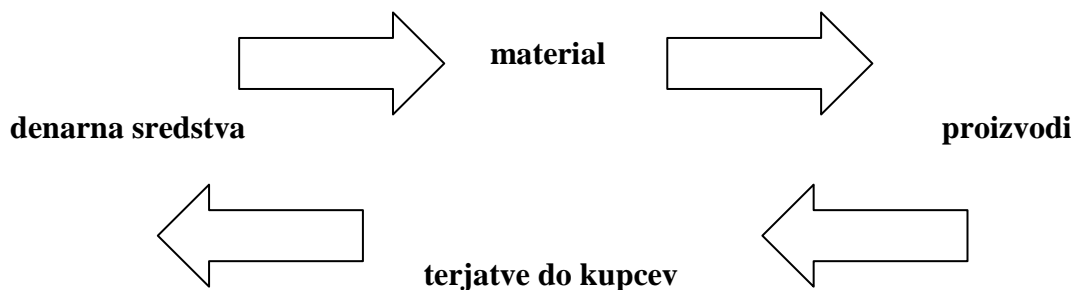 material
denarna sredstva
proizvodi
terjatve do kupcev